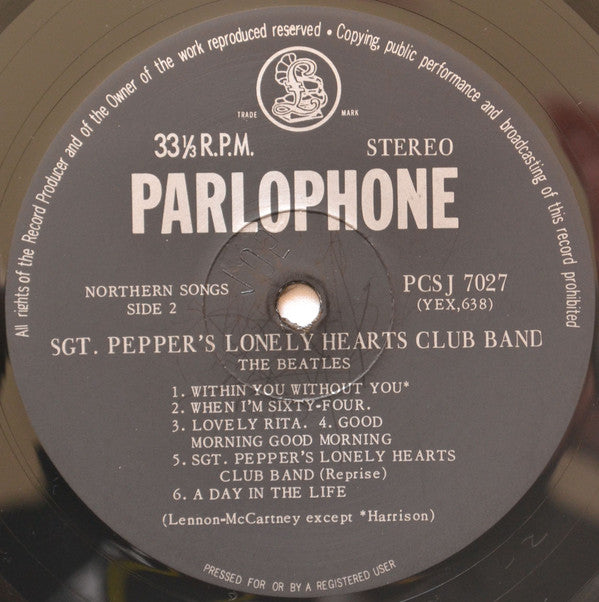 All rights of the Record Producer and of the Owner of the work reproduced reserved • Copying, public performance and broadcasting of this record prohibited
TRADE MARK
33⅓ R.P.M. STEREO
PARLOPHONE
NORTHERN SONGS PCSJ 7027
SIDE 2 (YEX,638)
SGT. PEPPER'S LONELY HEARTS CLUB BAND
THE BEATLES
1. WITHIN YOU WITHOUT YOU*
2. WHEN I'M SIXTY-FOUR.
3. LOVELY RITA. 4. GOOD
MORNING GOOD MORNING
5. SGT. PEPPER'S LONELY HEARTS
CLUB BAND (Reprise)
6. A DAY IN THE LIFE
(Lennon-McCartney except *Harrison)
PRESSED FOR OR BY A REGISTERED USER